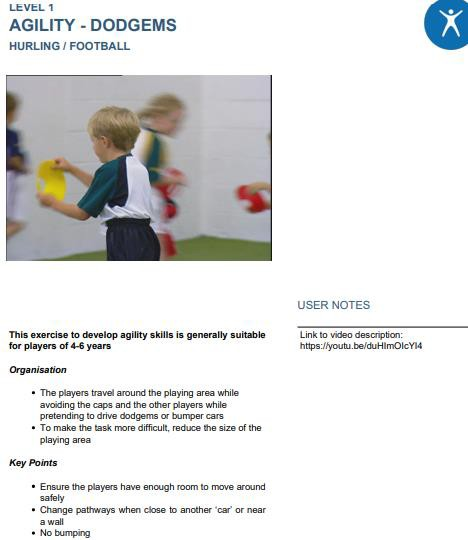 LEVEL 1
AGILITY - DODGEMS
HURLING / FOOTBALL
USER NOTES
Link to video description:
https://youtu.be/duHImOIcYI4
This exercise to develop agility skills is generally suitable
for players of 4-6 years
Organisation
• The players travel around the playing area while
avoiding the caps and the other players while
pretending to drive dodgems or bumper cars
• To make the task more difficult, reduce the size of the
playing area
Key Points
• Ensure the players have enough room to move around
safely
• Change pathways when close to another ‘car’ or near
a wall
• No bumping